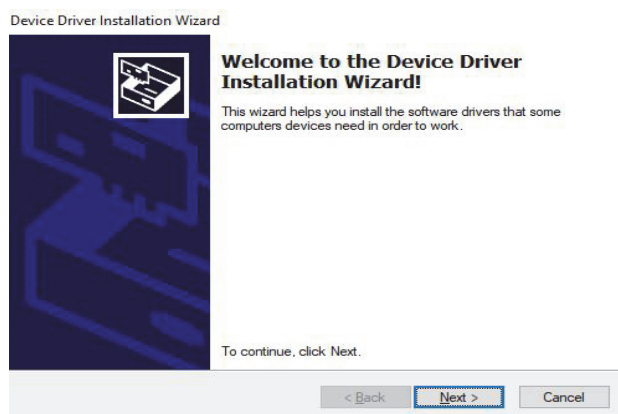 Device Driver Installation Wizard
Welcome to the Device Driver
Installation Wizard!
This wizard helps you install the software drivers that some
computers devices need in order to work.
To continue, click Next.
< Back
Next >
Cancel